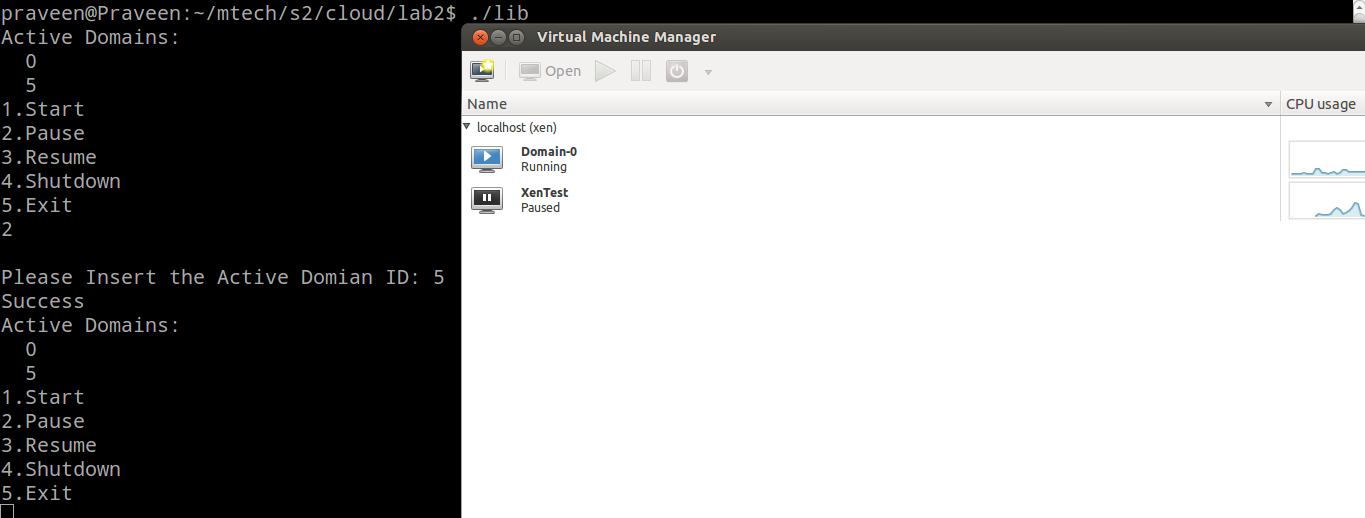 praveen@Praveen:~/mtech/s2/cloud/lab2$ ./lib
Active Domains:
0
5
1.Start
2.Pause
3.Resume
4.Shutdown
5.Exit
2
Please Insert the Active Domian ID: 5
Success
Active Domains:
0
5
1.Start
2.Pause
3.Resume
4.Shutdown
5.Exit
Virtual Machine Manager
Open
Name CPU usage
localhost (xen)
Domain-0
Running
XenTest
Paused